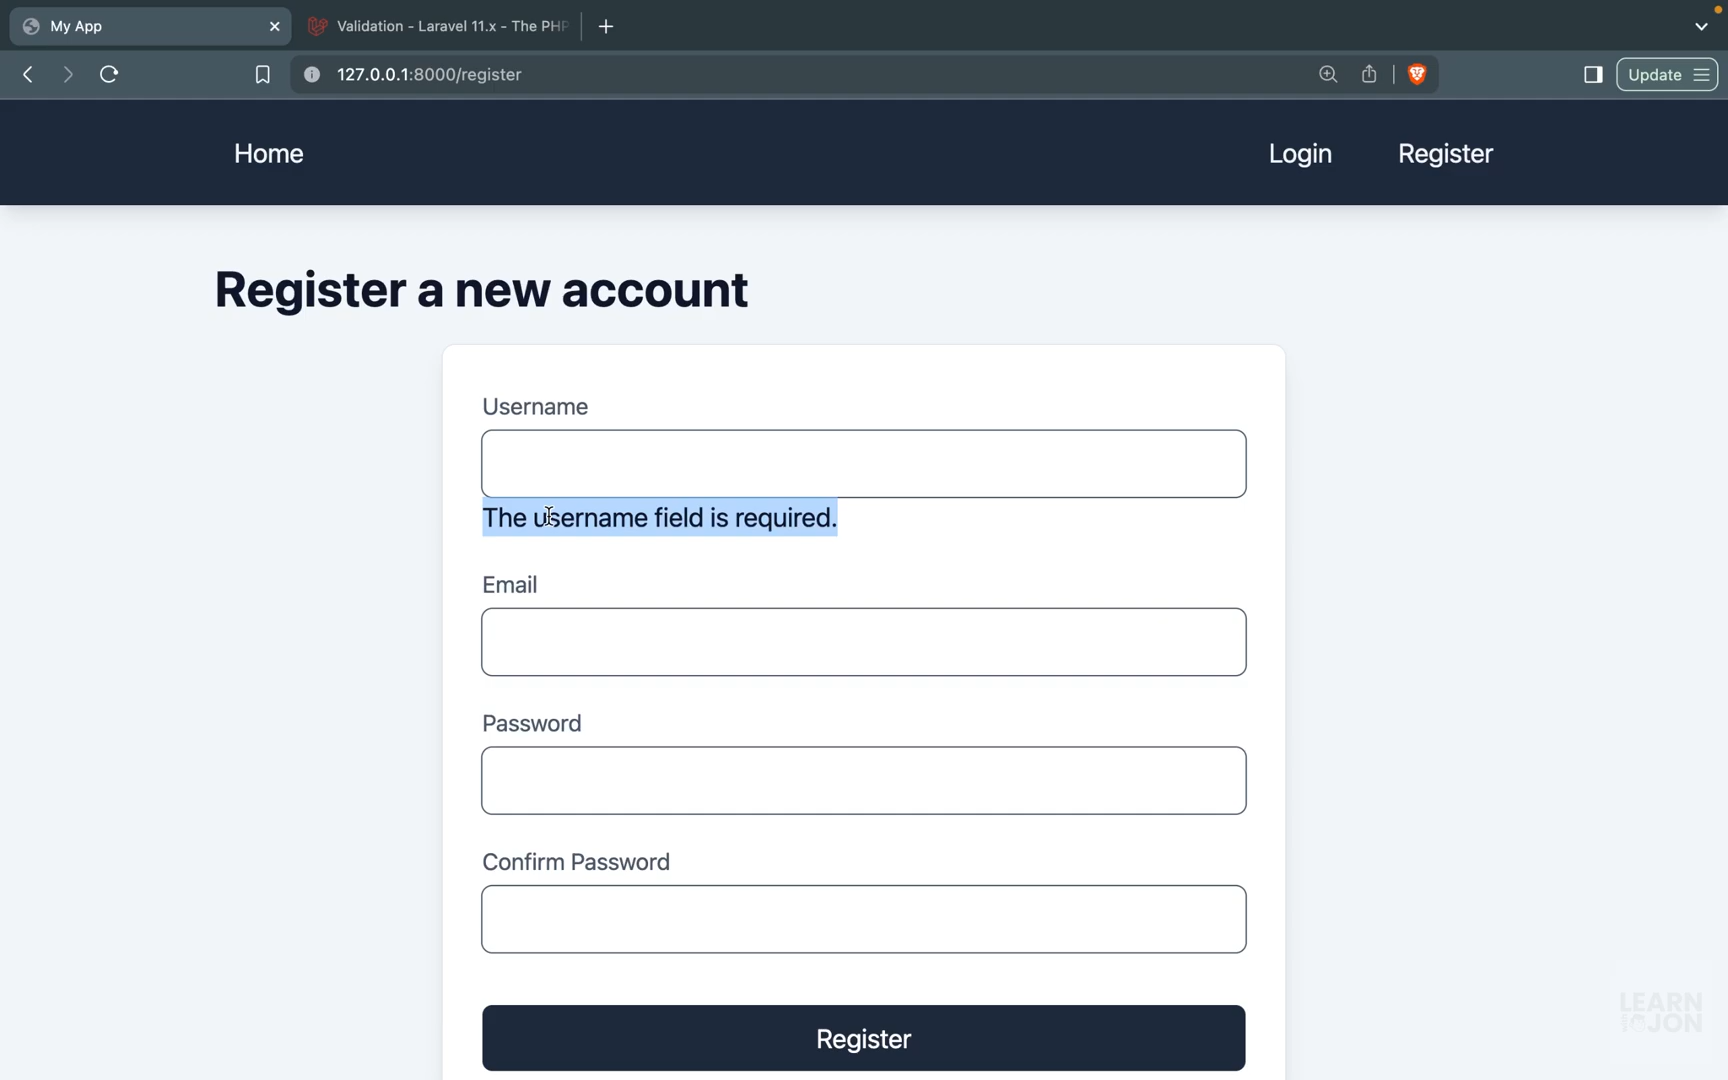 My App
Validation - Laravel 11.x - The PHP
127.0.0.1:8000/register
Update
Home
Login
Register
Register a new account
Username
The username field is required.
Email
Password
Confirm Password
Register
LEARN
JON